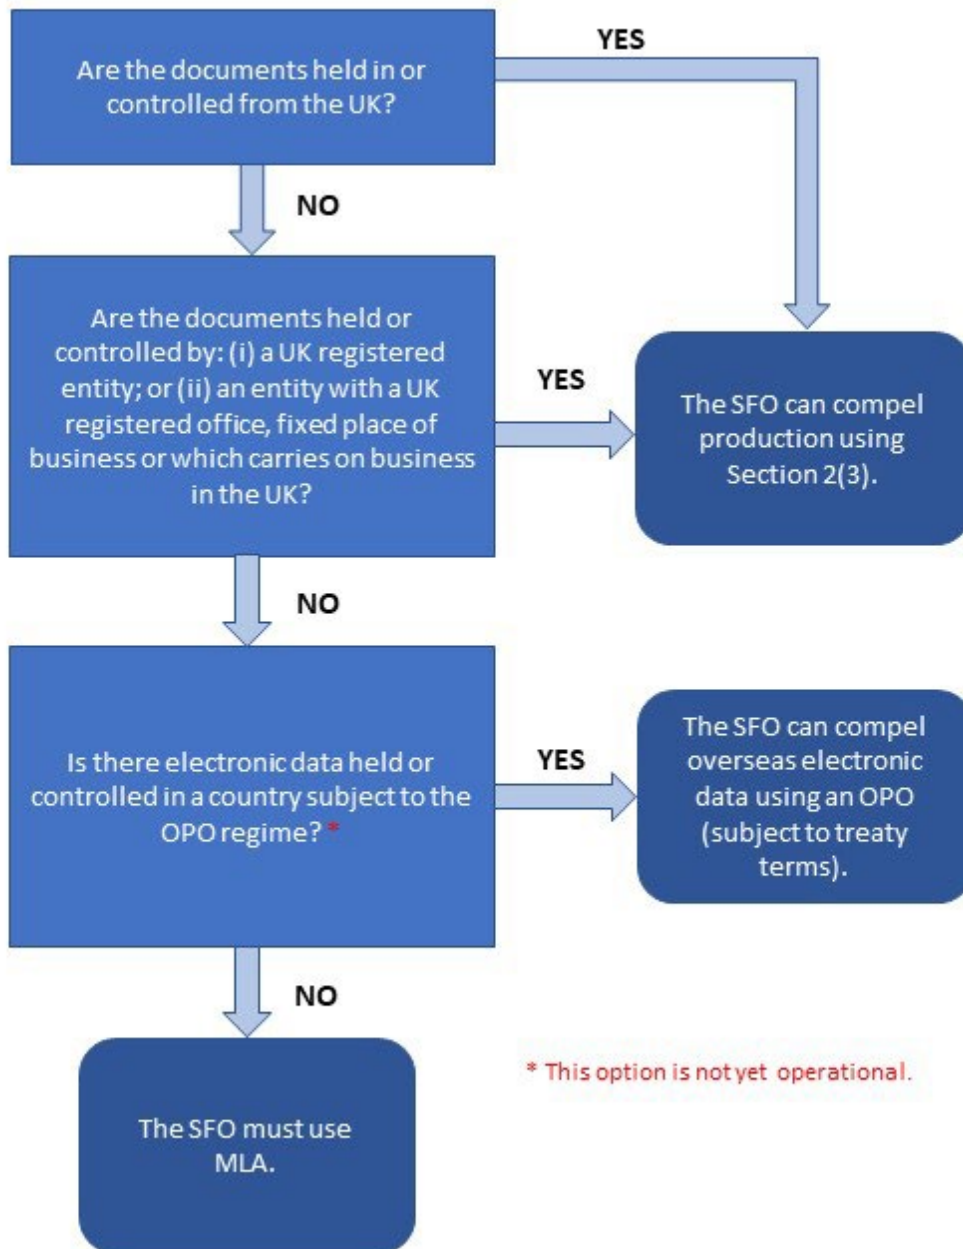 Are the documents held in or
controlled from the UK?
YES
NO
Are the documents held or
controlled by: (i) a UK registered
entity; or (ii) an entity with a UK
registered office, fixed place of
business or which carries on business
in the UK?
YES
The SFO can compel
production using
Section 2(3).
NO
Is there electronic data held or
controlled in a country subject to the
OPO regime? *
YES
The SFO can compel
overseas electronic
data using an OPO
(subject to treaty
terms).
NO
* This option is not yet operational.
The SFO must use
MLA.